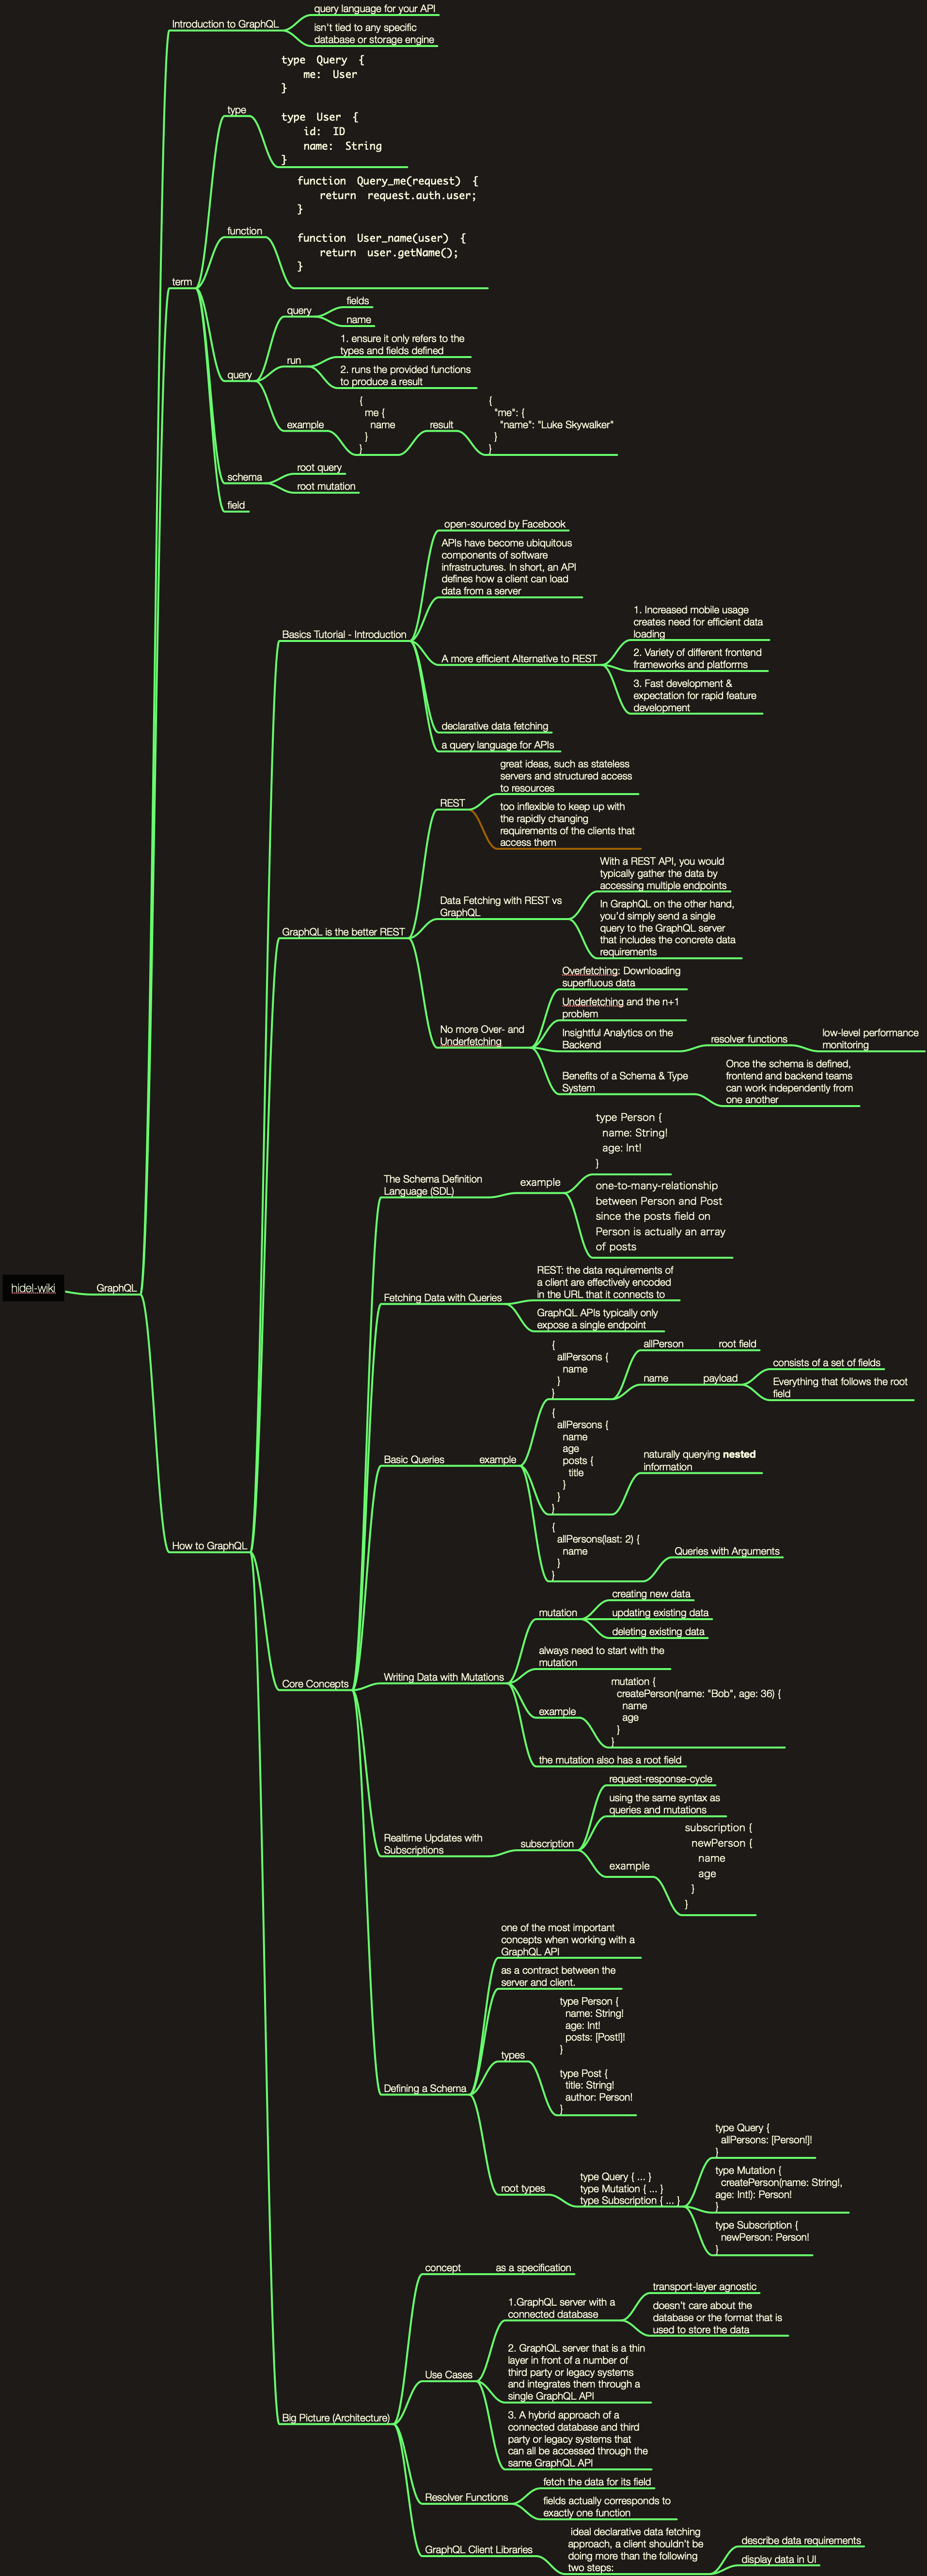 query language for your API
Introduction to GraphQL
isn't tied to any specific
database or storage engine
type Query {
me: User
}
type
type User {
id: ID
name: String
}
function Query_me(request) {
return request.auth.user;
}
function
function User_name(user) {
return user.getName();
}
term
fields
query
name
1. ensure it only refers to the
types and fields defined
run
2. runs the provided functions
to produce a result
query
{
me {
name
}
}
example
result
{
"me": {
"name": "Luke Skywalker"
}
}
root query
schema
root mutation
field
open-sourced by Facebook
APIs have become ubiquitous
components of software
infrastructures. In short, an API
defines how a client can load
data from a server
Basics Tutorial - Introduction
1. Increased mobile usage
creates need for efficient data
loading
A more efficient Alternative to REST
2. Variety of different frontend
frameworks and platforms
3. Fast development &
expectation for rapid feature
development
declarative data fetching
a query language for APIs
great ideas, such as stateless
servers and structured access
to resources
REST
too inflexible to keep up with
the rapidly changing
requirements of the clients that
access them
With a REST API, you would
typically gather the data by
accessing multiple endpoints
Data Fetching with REST vs
GraphQL
In GraphQL on the other hand,
you'd simply send a single
query to the GraphQL server
that includes the concrete data
requirements
GraphQL is the better REST
Overfetching: Downloading
superfluous data
Underfetching and the n+1
problem
No more Over- and
Underfetching
Insightful Analytics on the
Backend
resolver functions
low-level performance
monitoring
Benefits of a Schema & Type
System
Once the schema is defined,
frontend and backend teams
can work independently from
one another
type Person {
name: String!
age: Int!
}
The Schema Definition
Language (SDL)
example
one-to-many-relationship
between Person and Post
since the posts field on
Person is actually an array
of posts
hidel-wiki
GraphQL
REST: the data requirements of
a client are effectively encoded
in the URL that it connects to
Fetching Data with Queries
GraphQL APIs typically only
expose a single endpoint
{
allPersons {
name
}
}
allPerson
root field
name
payload
consists of a set of fields
Everything that follows the root
field
Basic Queries
example
{
allPersons {
name
age
posts {
title
}
}
}
naturally querying nested
information
{
allPersons(last: 2) {
name
}
}
Queries with Arguments
How to GraphQL
mutation
creating new data
updating existing data
deleting existing data
always need to start with the
mutation
Core Concepts
Writing Data with Mutations
example
mutation {
createPerson(name: "Bob", age: 36) {
name
age
}
}
the mutation also has a root field
request-response-cycle
using the same syntax as
queries and mutations
Realtime Updates with
Subscriptions
subscription
example
subscription {
newPerson {
name
age
}
}
one of the most important
concepts when working with a
GraphQL API
as a contract between the
server and client.
types
type Person {
name: String!
age: Int!
posts: [Post!]!
}
type Post {
title: String!
author: Person!
}
Defining a Schema
root types
type Query { ... }
type Mutation { ... }
type Subscription { ... }
type Query {
allPersons: [Person!]!
}
type Mutation {
createPerson(name: String!,
age: Int!): Person!
}
type Subscription {
newPerson: Person!
}
concept
as a specification
1.GraphQL server with a
connected database
transport-layer agnostic
doesn't care about the
database or the format that is
used to store the data
Use Cases
2. GraphQL server that is a thin
layer in front of a number of
third party or legacy systems
and integrates them through a
single GraphQL API
3. A hybrid approach of a
connected database and third
party or legacy systems that
can all be accessed through the
same GraphQL API
Big Picture (Architecture)
Resolver Functions
fetch the data for its field
fields actually corresponds to
exactly one function
GraphQL Client Libraries
ideal declarative data fetching
approach, a client shouldn't be
doing more than the following
two steps:
describe data requirements
display data in UI